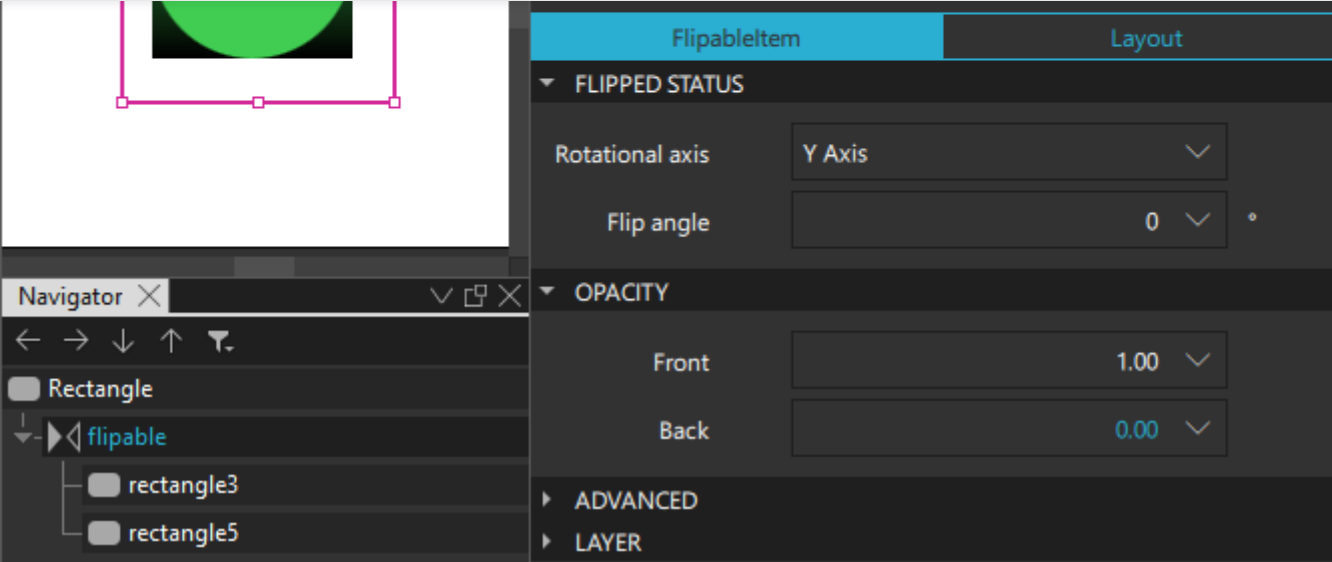 FlipableItem Layout
FLIPPED STATUS
Rotational axis Y Axis
Flip angle 0 °
OPACITY
Front 1.00
Back 0.00
ADVANCED
LAYER
Navigator
Rectangle
flipable
rectangle3
rectangle5